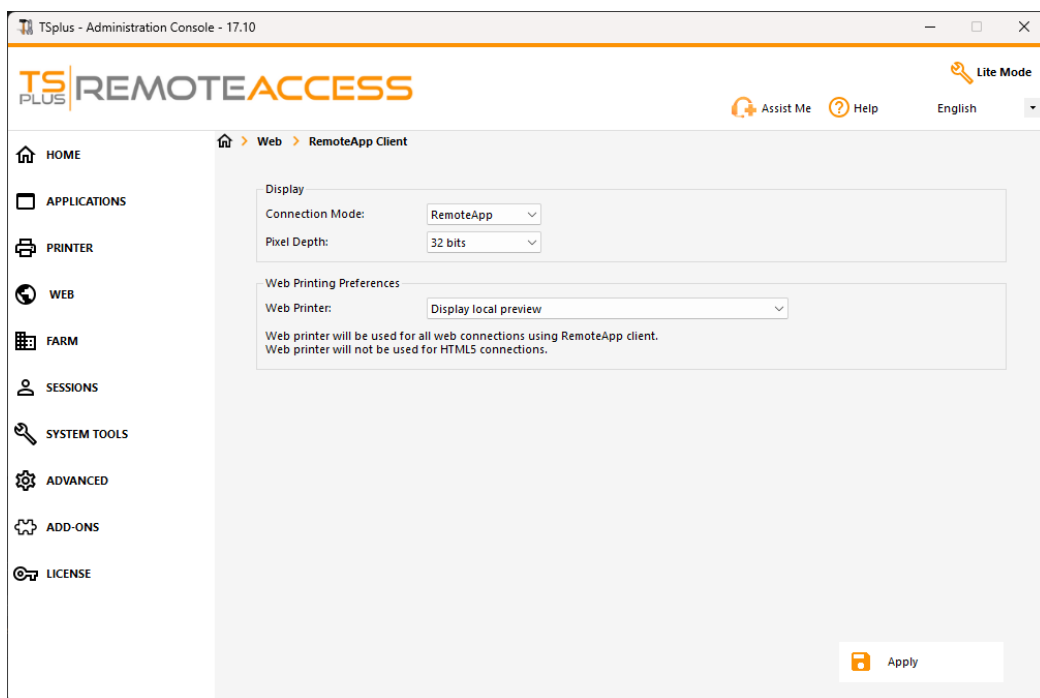 TSplus - Administration Console - 17.10
TS PLUS REMOTEACCESS
Lite Mode
Assist Me
Help
English
HOME
APPLICATIONS
PRINTER
WEB
FARM
SESSIONS
SYSTEM TOOLS
ADVANCED
ADD-ONS
LICENSE
Web > RemoteApp Client
Display
Connection Mode: RemoteApp
Pixel Depth: 32 bits
Web Printing Preferences
Web Printer: Display local preview
Web printer will be used for all web connections using RemoteApp client.
Web printer will not be used for HTML5 connections.
Apply